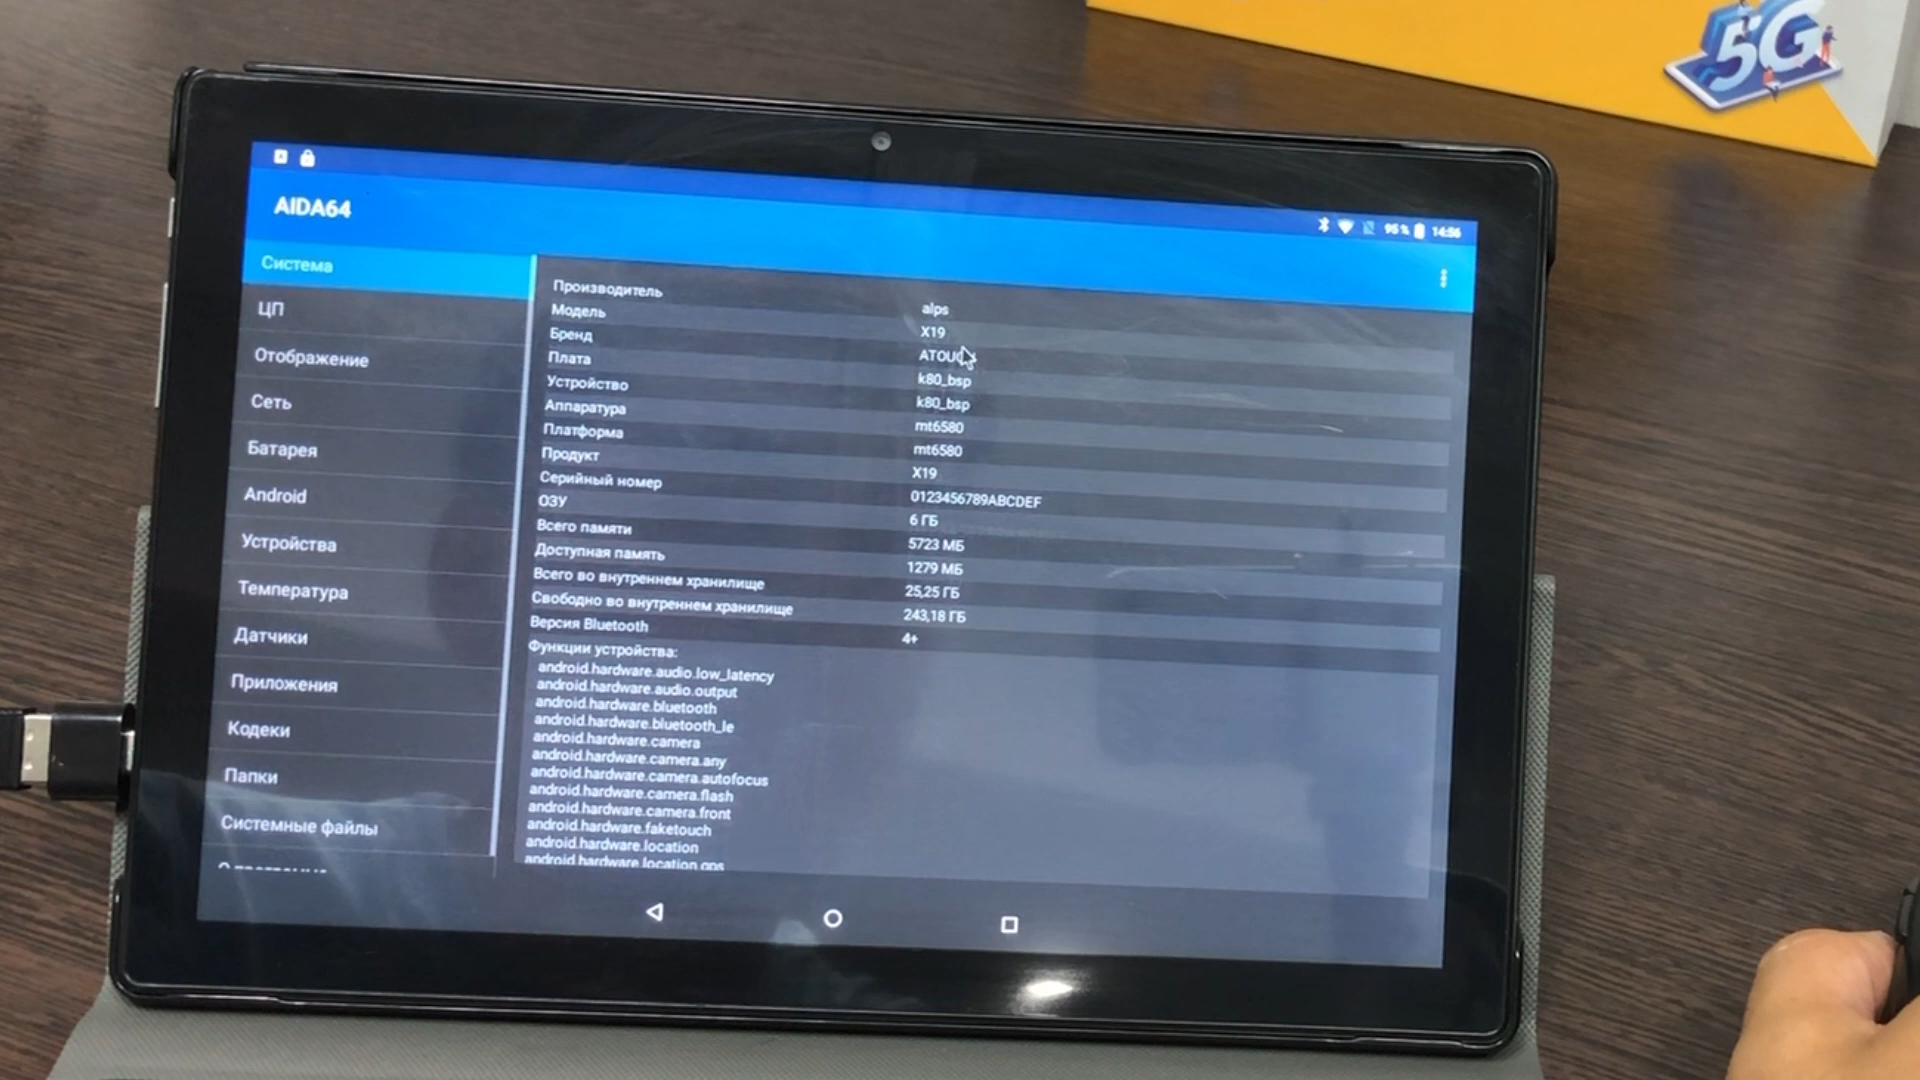 5G
95% 14:56
AIDA64
Система
ЦП
Отображение
Сеть
Батарея
Android
Устройства
Температура
Датчики
Приложения
Кодеки
Папки
Системные файлы
Производитель alps
Модель X19
Бренд
Плата k80_bsp
Устройство k80_bsp
Аппаратура mt6580
Платформа mt6580
Продукт X19
Серийный номер 0123456789ABCDEF
ОЗУ 6 ГБ
Всего памяти 5723 МБ
Доступная память 1279 МБ
Всего во внутреннем хранилище 25,25 ГБ
Свободно во внутреннем хранилище 243,18 ГБ
Версия Bluetooth 4+
Функции устройства:
android.hardware.audio.low_latency
android.hardware.audio.output
android.hardware.bluetooth
android.hardware.bluetooth_le
android.hardware.camera
android.hardware.camera.any
android.hardware.camera.autofocus
android.hardware.camera.flash
android.hardware.camera.front
android.hardware.faketouch
android.hardware.location
android.hardware.location.gps